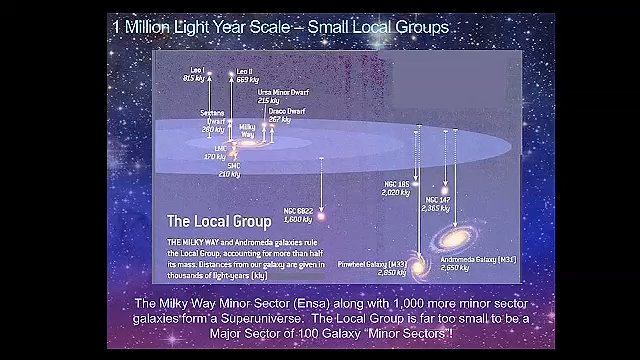 1 Million Light Year Scale – Small Local Groups
Leo I
815 kly
Leo II
669 kly
Ursa Minor Dwarf
215 kly
Draco Dwarf
267 kly
Sextans
Dwarf
260 kly
Milky
Way
LMC
170 kly
SMC
210 kly
NGC 185
2,020 kly
NGC 147
2,365 kly
NGC 6822
1,600 kly
The Local Group
THE MILKY WAY and Andromeda galaxies rule
the Local Group, accounting for more than half
its mass. Distances from our galaxy are given in
thousands of light-years (kly)
Pinwheel Galaxy (M33)
2,850 kly
Andromeda Galaxy (M31)
2,650 kly
The Milky Way Minor Sector (Ensa) along with 1,000 more minor sector
galaxies form a Superuniverse. The Local Group is far too small to be a
Major Sector of 100 Galaxy “Minor Sectors”!